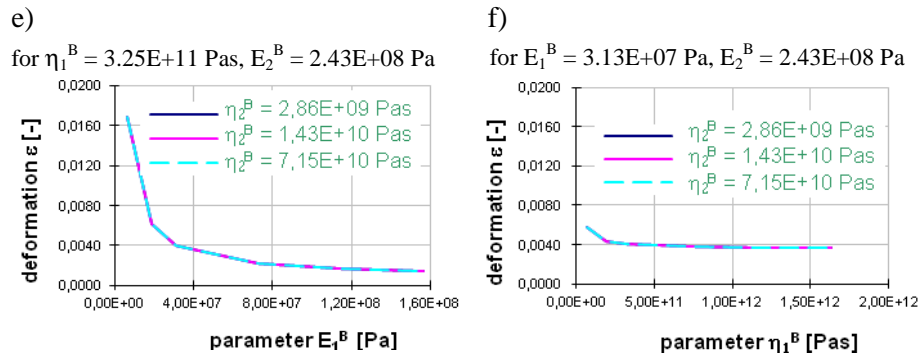 e)
for η₁ᴮ = 3.25E+11 Pas, E₂ᴮ = 2.43E+08 Pa
0,0200
0,0160
0,0120
0,0080
0,0040
0,0000
deformation ε [-]
η₂ᴮ = 2,86E+09 Pas
η₂ᴮ = 1,43E+10 Pas
η₂ᴮ = 7,15E+10 Pas
0,00E+00 4,00E+07 8,00E+07 1,20E+08 1,60E+08
parameter E₁ᴮ [Pa]
f)
for E₁ᴮ = 3.13E+07 Pa, E₂ᴮ = 2.43E+08 Pa
0,0200
0,0160
0,0120
0,0080
0,0040
0,0000
deformation ε [-]
η₂ᴮ = 2,86E+09 Pas
η₂ᴮ = 1,43E+10 Pas
η₂ᴮ = 7,15E+10 Pas
0,00E+00 5,00E+11 1,00E+12 1,50E+12 2,00E+12
parameter η₁ᴮ [Pas]